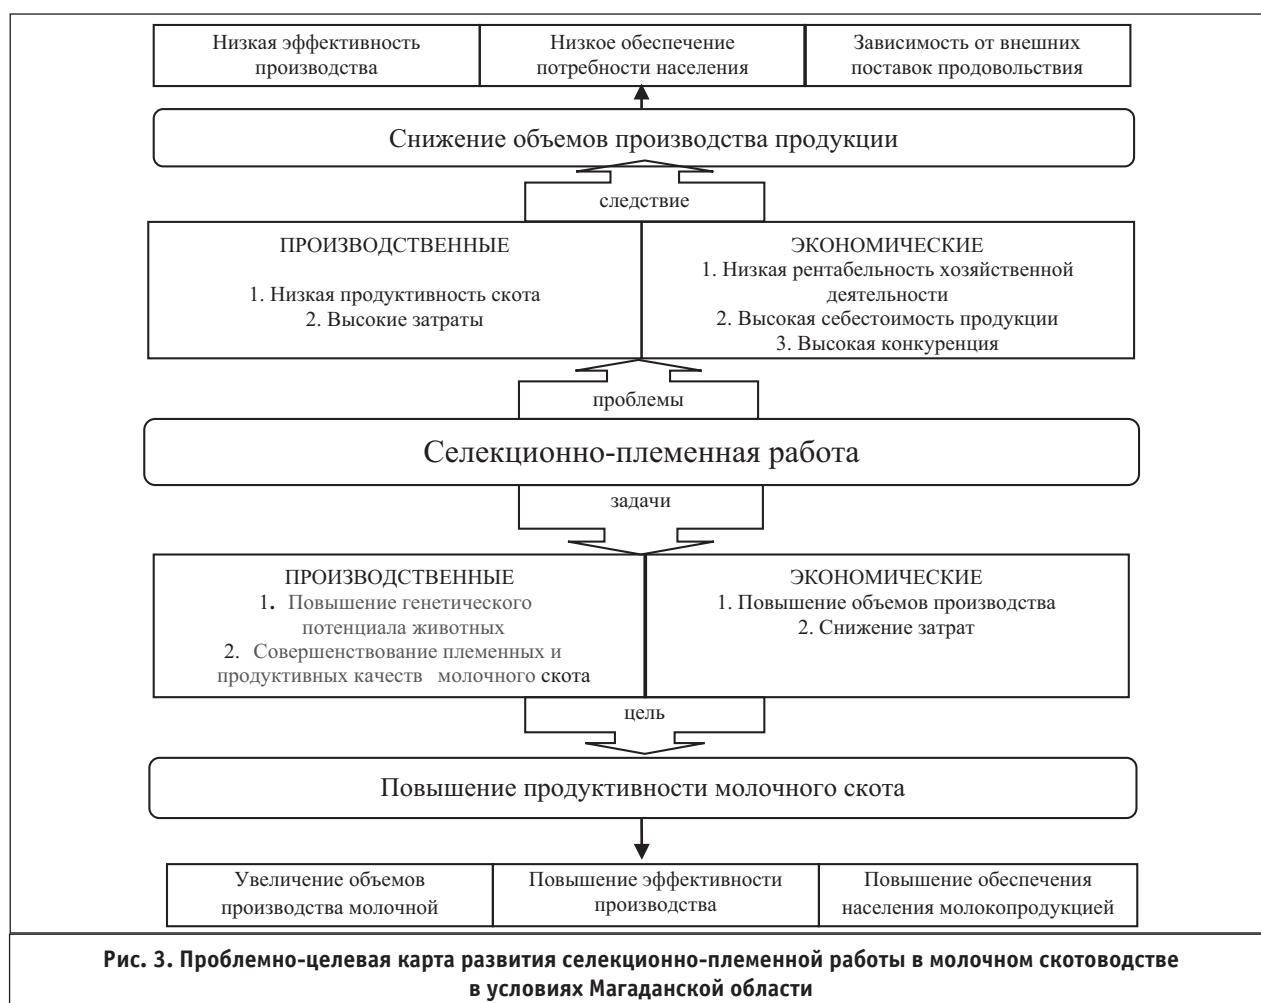 Низкая эффективность
производства
Низкое обеспечение
потребности населения
Зависимость от внешних
поставок продовольствия
Снижение объемов производства продукции
следствие
ПРОИЗВОДСТВЕННЫЕ
1. Низкая продуктивность скота
2. Высокие затраты
ЭКОНОМИЧЕСКИЕ
1. Низкая рентабельность хозяйственной
деятельности
2. Высокая себестоимость продукции
3. Высокая конкуренция
проблемы
Селекционно-племенная работа
задачи
ПРОИЗВОДСТВЕННЫЕ
1. Повышение генетического
потенциала животных
2. Совершенствование племенных и
продуктивных качеств молочного скота
ЭКОНОМИЧЕСКИЕ
1. Повышение объемов производства
2. Снижение затрат
цель
Повышение продуктивности молочного скота
Увеличение объемов
производства молочной
Повышение эффективности
производства
Повышение обеспечения
населения молокопродукцией
Рис. 3. Проблемно-целевая карта развития селекционно-племенной работы в молочном скотоводстве
в условиях Магаданской области